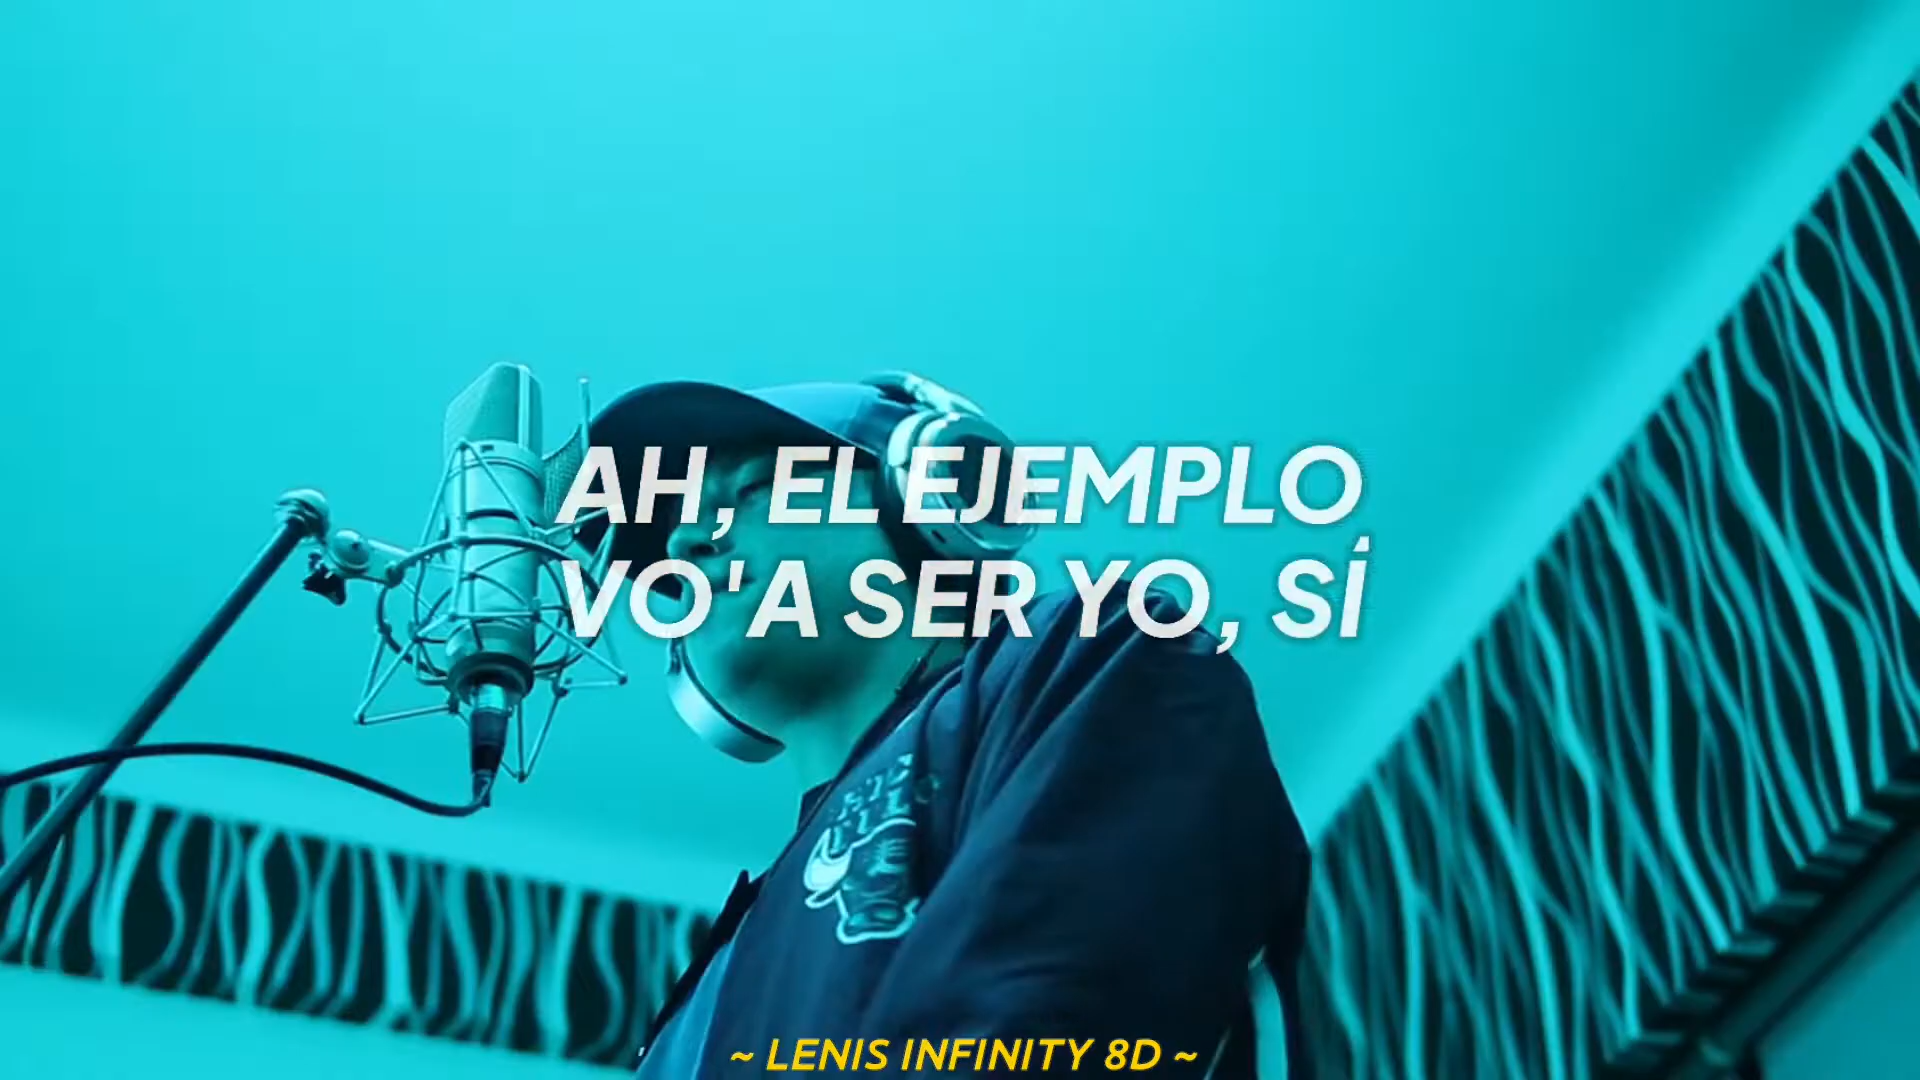 AH, EL EJEMPLO
VO'A SER YO, SÍ
~ LENIS INFINITY 8D ~